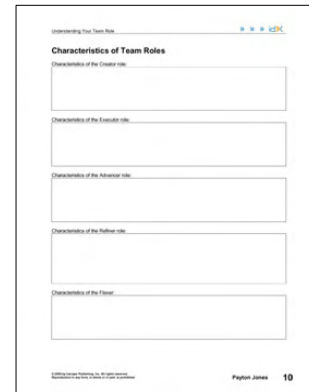 Understanding Your Team Role
» » » idX
Characteristics of Team Roles
Characteristics of the Creator role:
Characteristics of the Executor role:
Characteristics of the Advancer role:
Characteristics of the Refiner role:
Characteristics of the Flexer:
Payton Jones 10